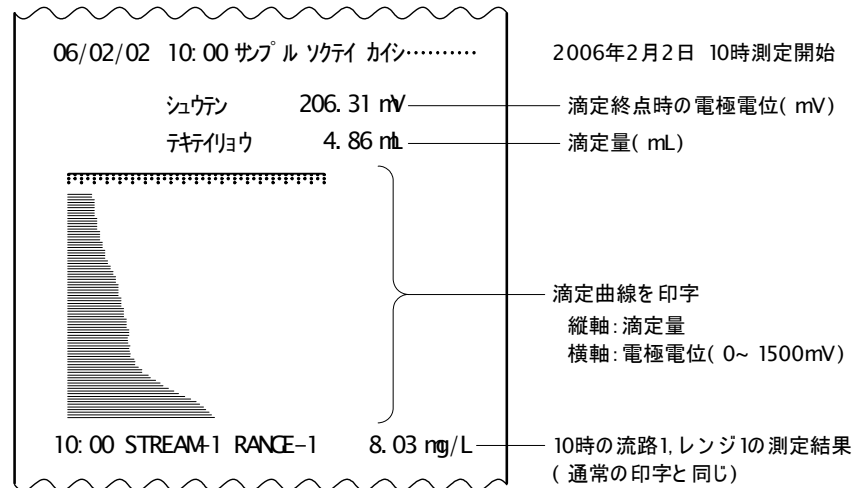 06/02/02 10:00 サンプル ソクテイ カイシ‥‥‥‥‥
2006年2月2日 10時測定開始
シュウテン 206.31 mV
滴定終点時の電極電位(mV)
テキテイリョウ 4.86 mL
滴定量(mL)
滴定曲線を印字
縦軸:滴定量
横軸:電極電位(0~1500mV)
10:00 STREAM-1 RANGE-1 8.03 mg/L
10時の流路1,レンジ1の測定結果
(通常の印字と同じ)